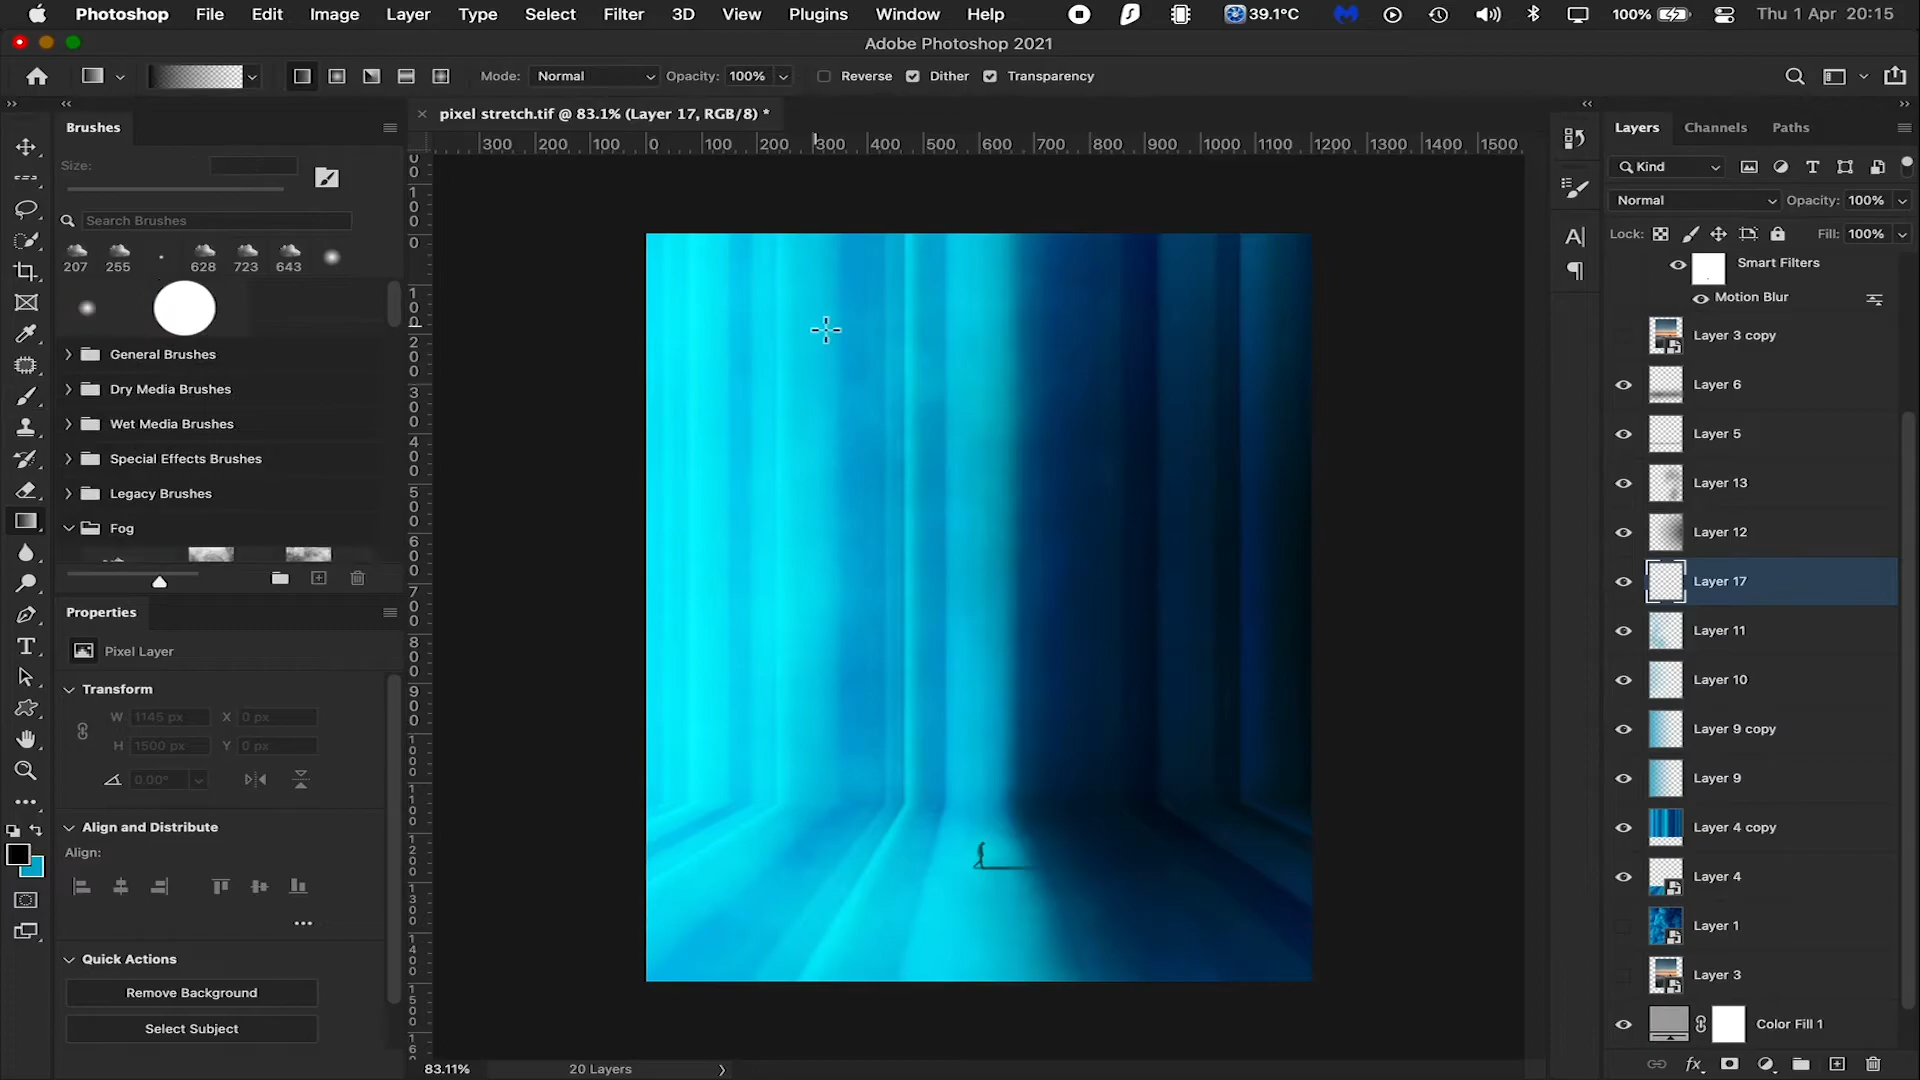 Photoshop File Edit Image Layer Type Select Filter 3D View Plugins Window Help 39.1°C 100% Thu 1 Apr 20:15
Adobe Photoshop 2021
Mode: Normal Opacity: 100% Reverse Dither Transparency
Brushes
pixel stretch.tif @ 83.1% (Layer 17, RGB/8) *
300 200 100 0 100 200 300 400 500 600 700 800 900 1000 1100 1200 1300 1400 1500
Size:
Search Brushes
207 255 628 723 643
General Brushes
Dry Media Brushes
Wet Media Brushes
Special Effects Brushes
Legacy Brushes
Fog
Properties
Pixel Layer
Transform
W 1145 px X 0 px
H 1500 px Y 0 px
0.00°
Align and Distribute
Align:
Quick Actions
Remove Background
Select Subject
83.11% 20 Layers
Layers Channels Paths
Kind
Normal Opacity: 100%
Lock: Fill: 100%
Smart Filters
Motion Blur
Layer 3 copy
Layer 6
Layer 5
Layer 13
Layer 12
Layer 17
Layer 11
Layer 10
Layer 9 copy
Layer 9
Layer 4 copy
Layer 4
Layer 1
Layer 3
Color Fill 1
fx